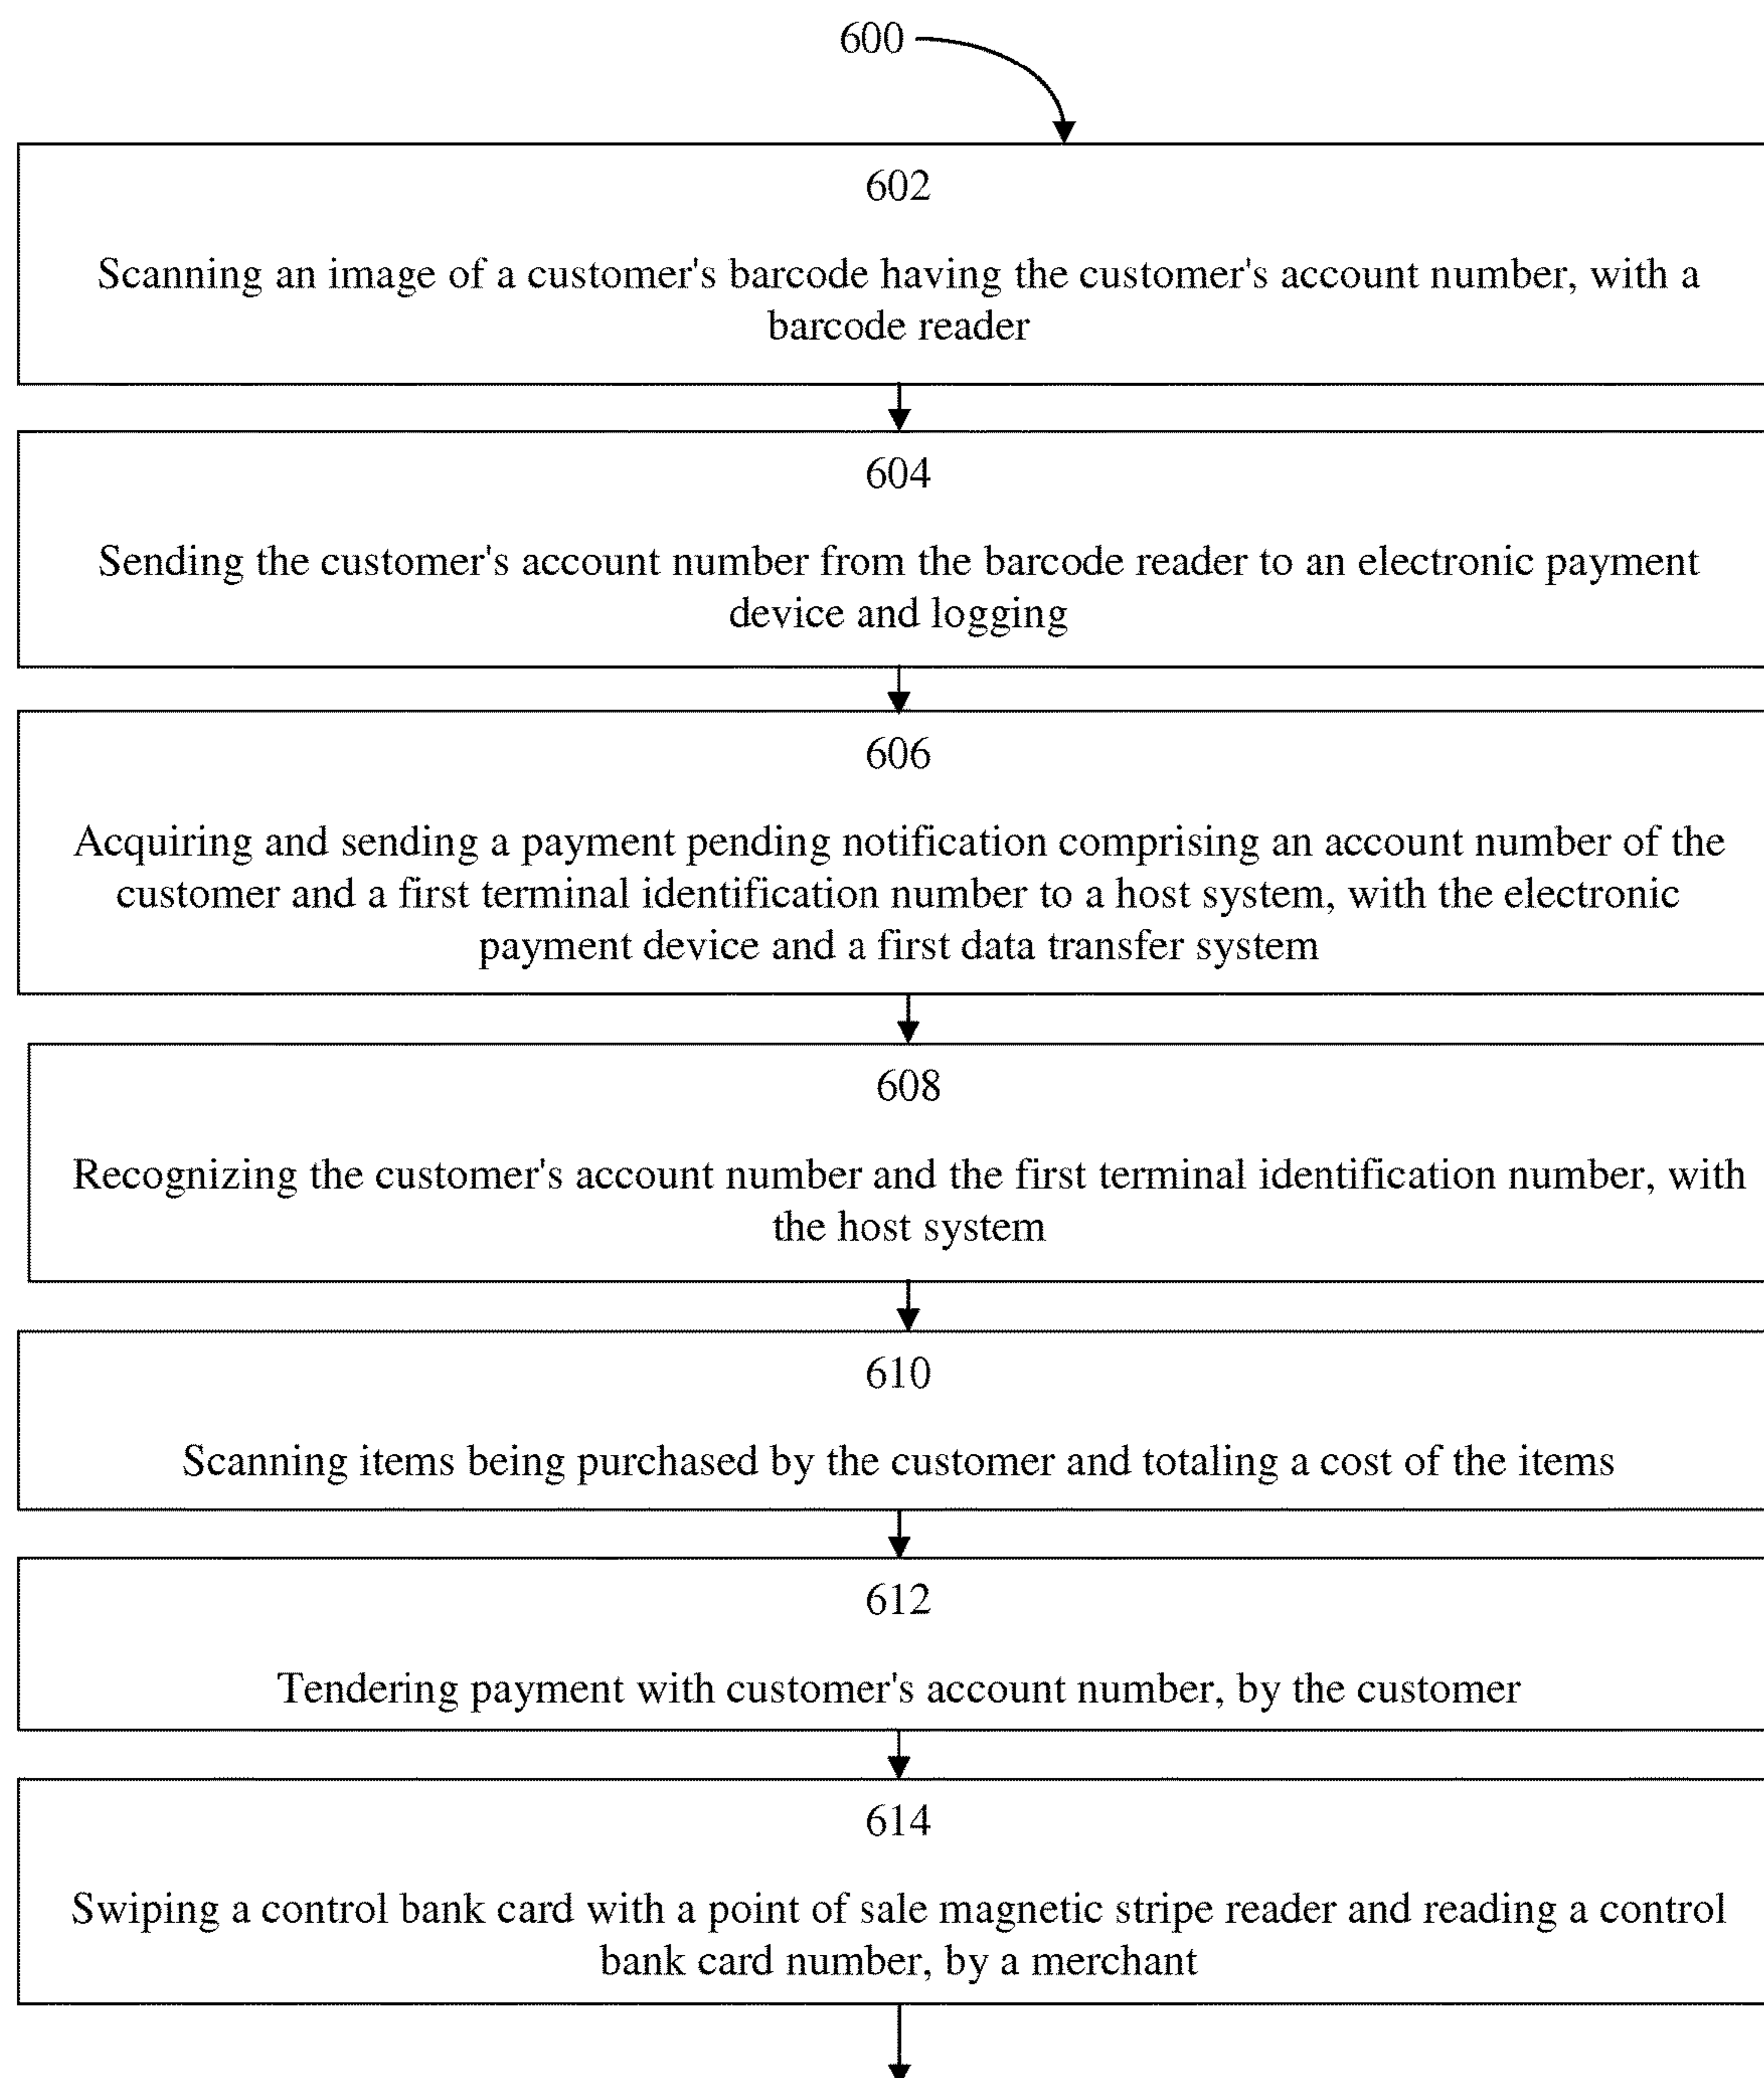 600
602
Scanning an image of a customer's barcode having the customer's account number, with a
barcode reader
604
Sending the customer's account number from the barcode reader to an electronic payment
device and logging
606
Acquiring and sending a payment pending notification comprising an account number of the
customer and a first terminal identification number to a host system, with the electronic
payment device and a first data transfer system
608
Recognizing the customer's account number and the first terminal identification number, with
the host system
610
Scanning items being purchased by the customer and totaling a cost of the items
612
Tendering payment with customer's account number, by the customer
614
Swiping a control bank card with a point of sale magnetic stripe reader and reading a control
bank card number, by a merchant